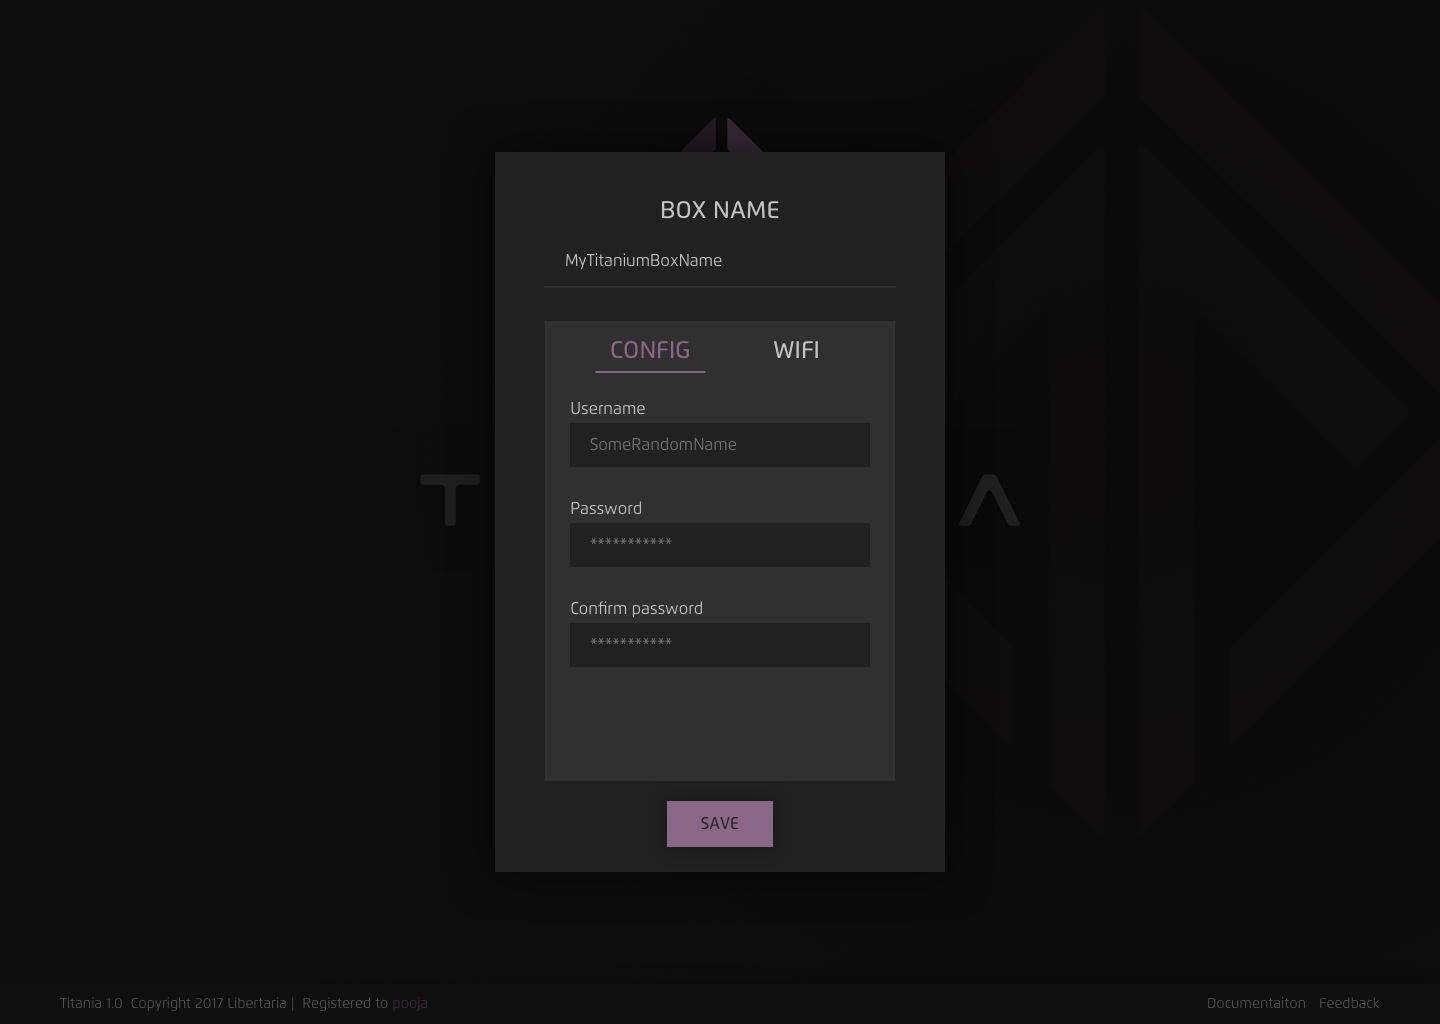 BOX NAME
MyTitaniumBoxName
CONFIG WIFI
Username
SomeRandomName
Password
***********
Confirm password
***********
SAVE
Titania 1.0 Copyright 2017 Libertaria | Registered to pooja
Documentaiton Feedback